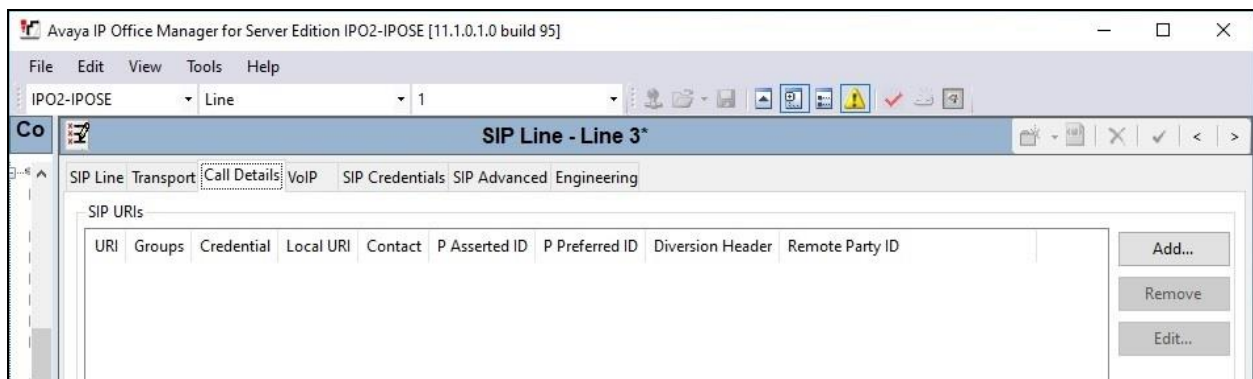 Avaya IP Office Manager for Server Edition IPO2-IPOSE [11.1.0.1.0 build 95]
File Edit View Tools Help
IPO2-IPOSE Line 1
Co SIP Line - Line 3*
SIP Line Transport Call Details VoIP SIP Credentials SIP Advanced Engineering
SIP URIs
URI Groups Credential Local URI Contact P Asserted ID P Preferred ID Diversion Header Remote Party ID
Add...
Remove
Edit...